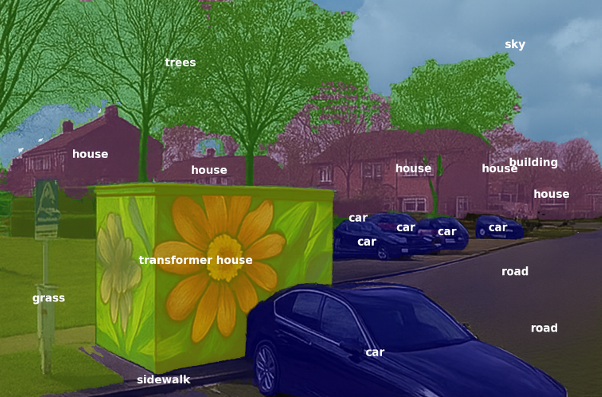 sky
trees
house
building
house
house
house
house
car
car
car
car
car
transformer house
road
grass
road
car
sidewalk